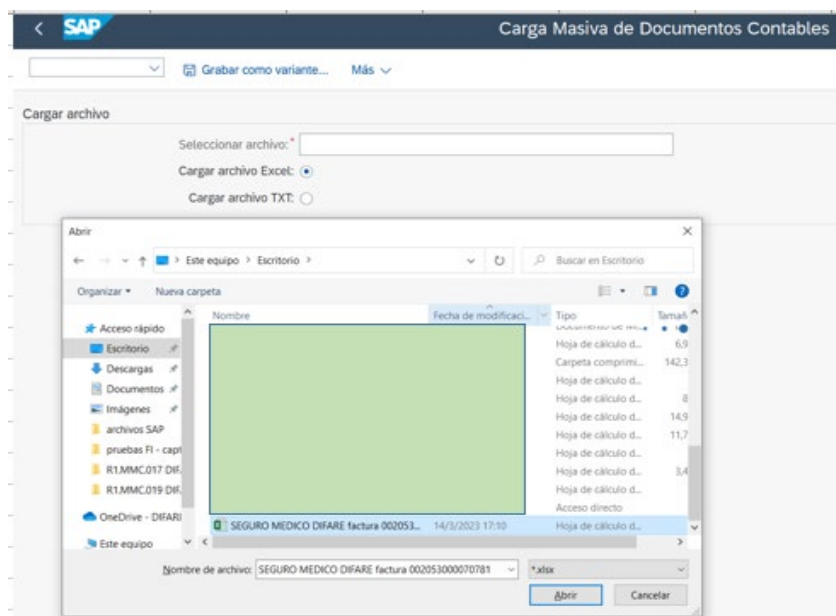 SAP Carga Masiva de Documentos Contables
Grabar como variante... Más
Cargar archivo
Seleccionar archivo:*
Cargar archivo Excel:
Cargar archivo TXT:
Abrir
Este equipo > Escritorio >
Buscar en Escritorio
Organizar Nueva carpeta
Nombre Fecha de modificaci... Tipo Tamañ
Acceso rápido
Escritorio Hoja de cálculo d... 6,9
Descargas Carpeta comprimi... 142,3
Documentos Hoja de cálculo d...
Imágenes Hoja de cálculo d... 8
archivos SAP Hoja de cálculo d... 14,9
pruebas FI - capt Hoja de cálculo d... 11,7
R1.MMC.017 DIF. Hoja de cálculo d...
Hoja de cálculo d... 3,4
R1.MMC.019 DIF. Hoja de cálculo d...
OneDrive - DIFARI Acceso directo
SEGURO MEDICO DIFARE factura 002053... 14/3/2023 17:10 Hoja de cálculo d...
Este equipo
Nombre de archivo: SEGURO MEDICO DIFARE factura 002053000070781 *.xlsx
Abrir Cancelar